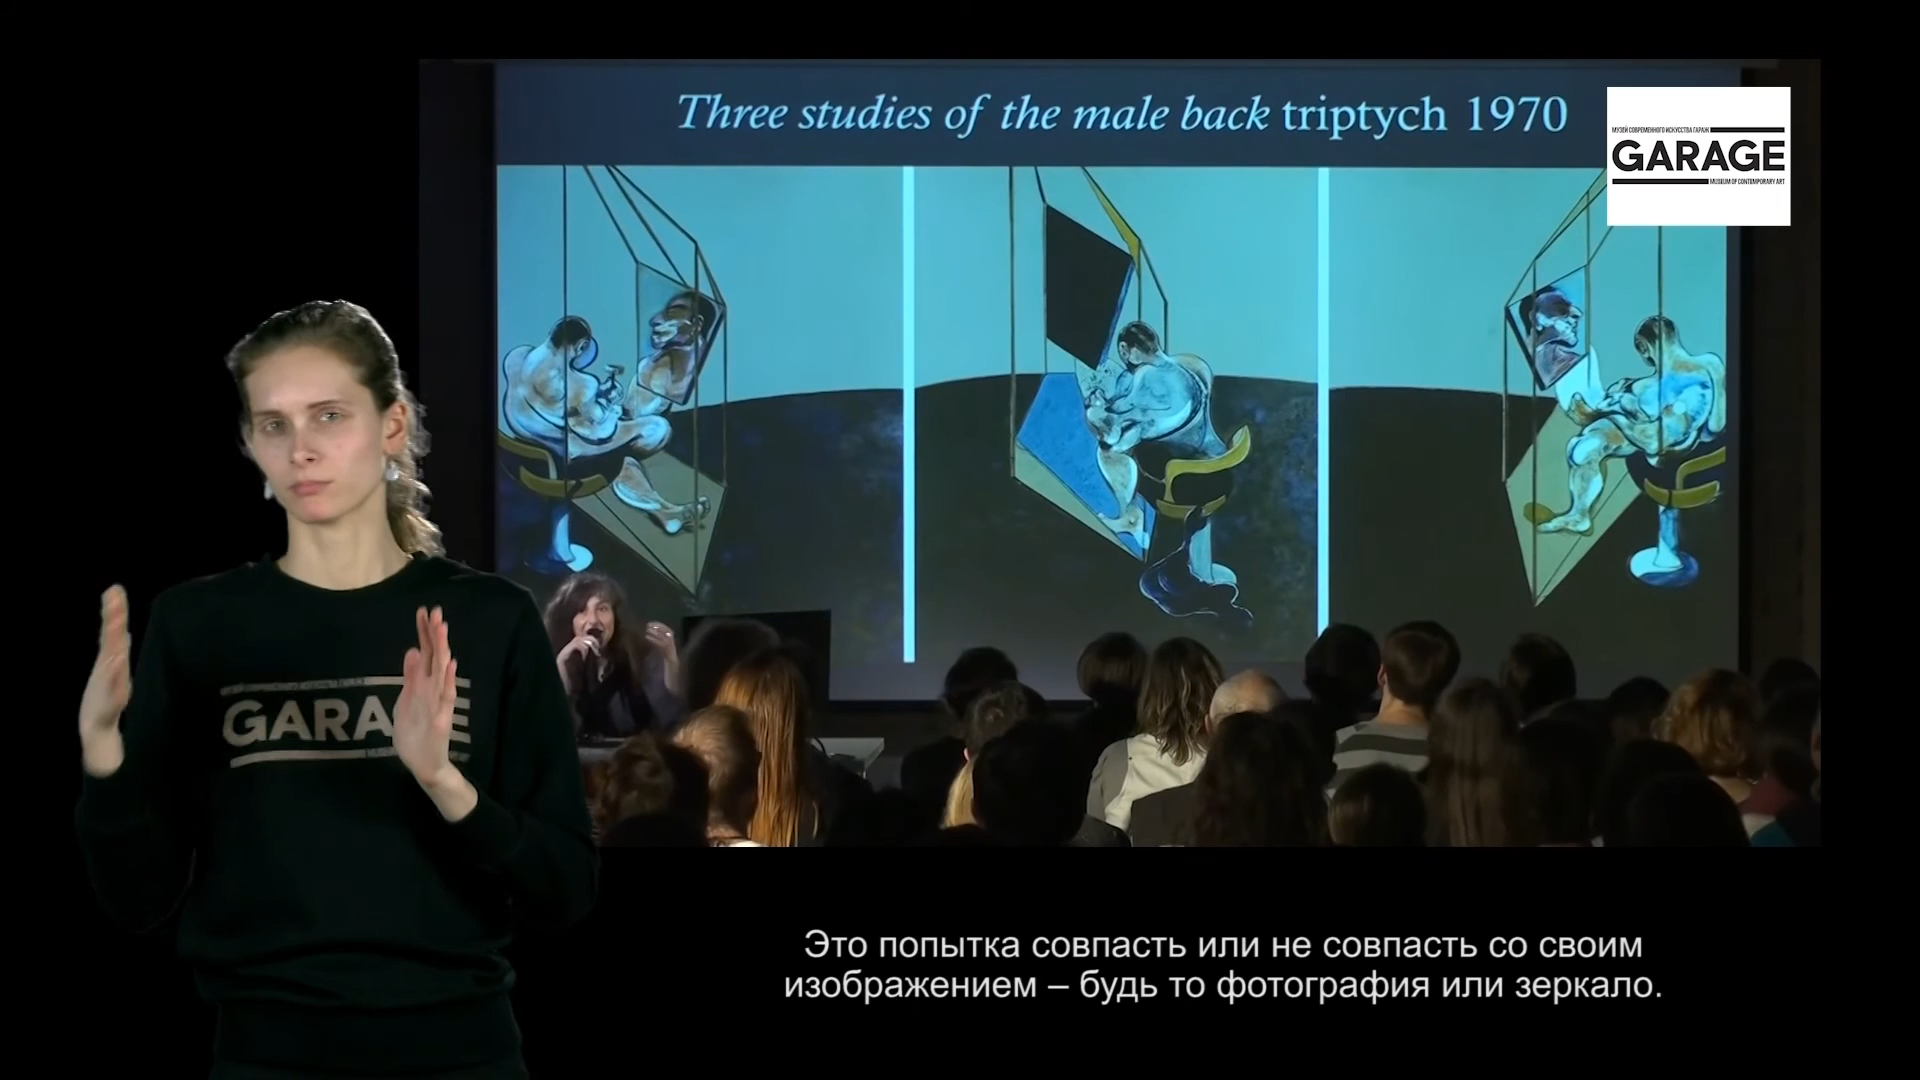 Three studies of the male back triptych 1970
МУЗЕЙ СОВРЕМЕННОГО ИСКУССТВА ГАРАЖ
GARAGE
MUSEUM OF CONTEMPORARY ART
GARA E
Это попытка совпасть или не совпасть со своим
изображением – будь то фотография или зеркало.